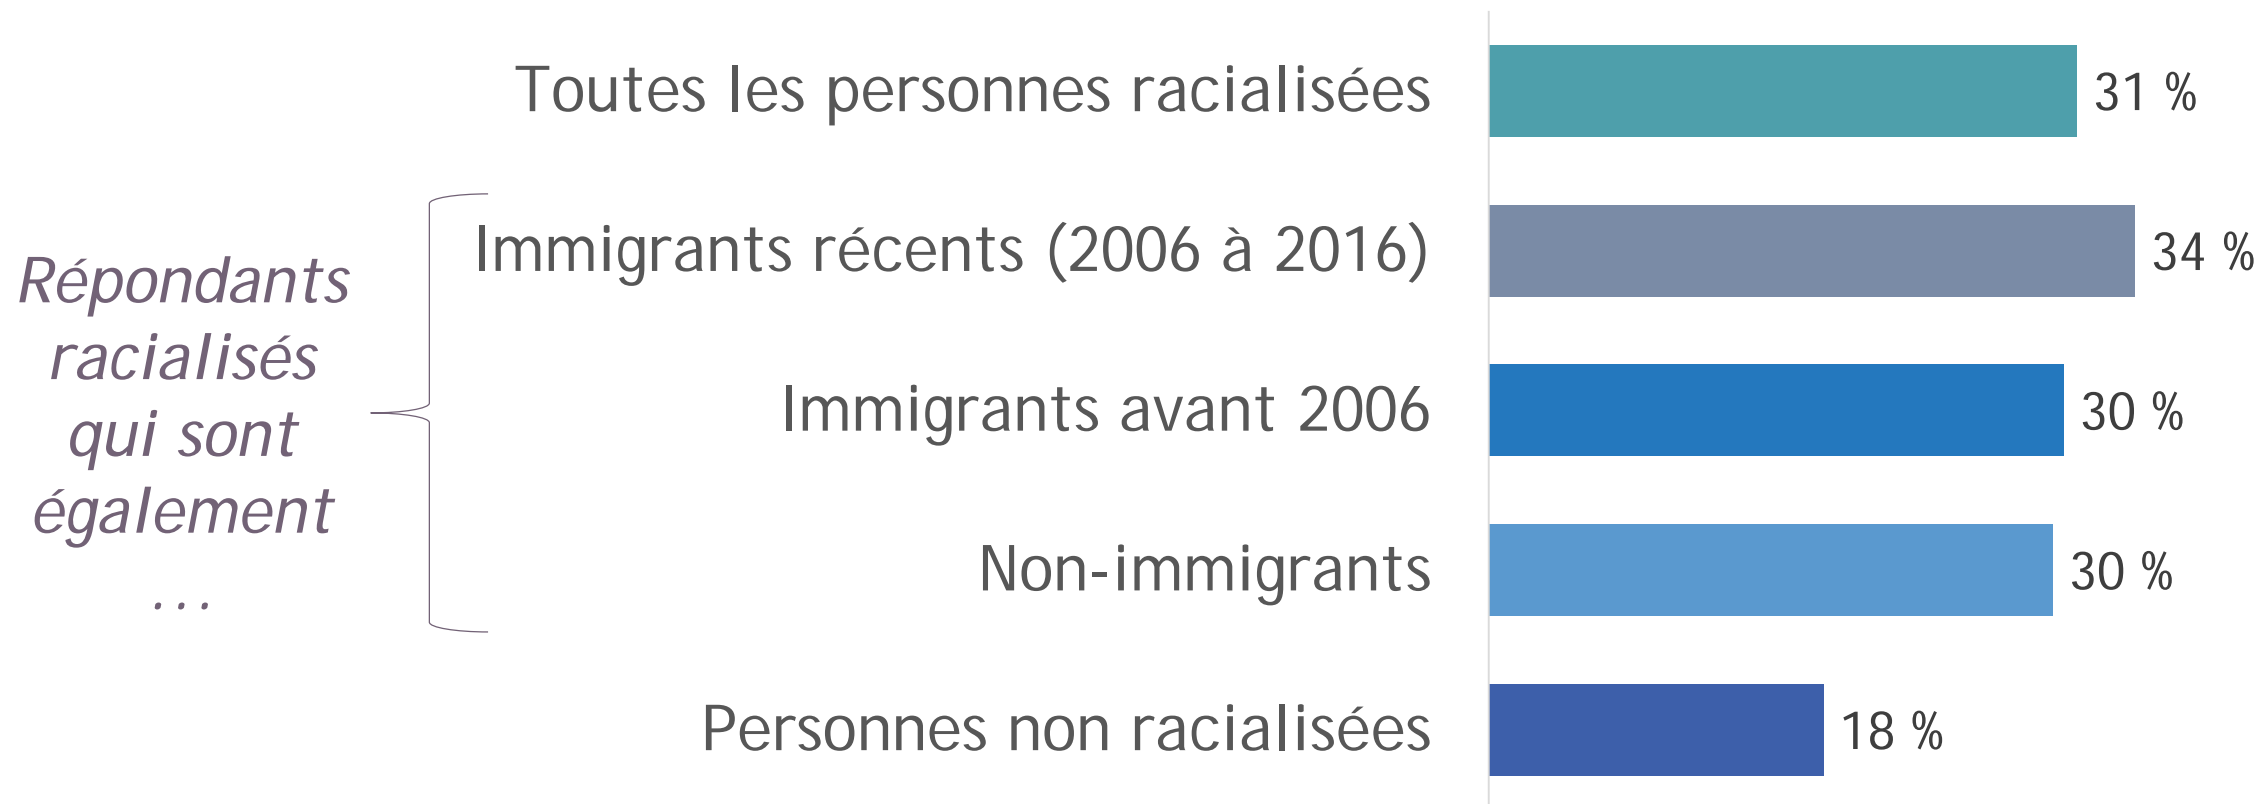 Toutes les personnes racialisées 31 %
Répondants
racialisés
qui sont
également
...
Immigrants récents (2006 à 2016) 34 %
Immigrants avant 2006 30 %
Non-immigrants 30 %
Personnes non racialisées 18 %